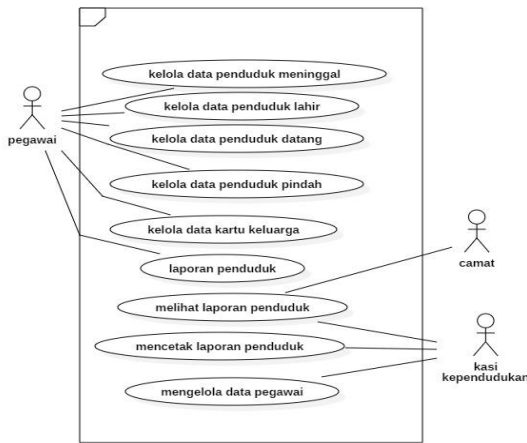 kelola data penduduk meninggal
kelola data penduduk lahir
pegawai
kelola data penduduk datang
kelola data penduduk pindah
kelola data kartu keluarga
laporan penduduk
camat
melihat laporan penduduk
mencetak laporan penduduk
kasi
kependudukan
mengelola data pegawai